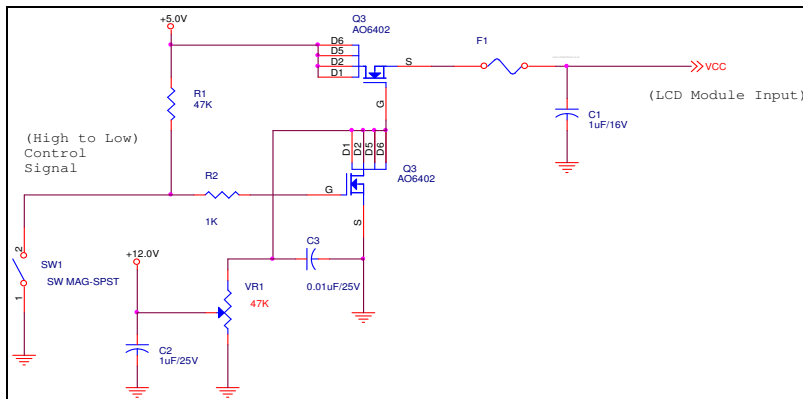 Q3
AO6402
+5.0V
D6
D5
D2
D1
S
G
F1
VCC
(LCD Module Input)
C1
1uF/16V
R1
47K
(High to Low)
Control
Signal
R2
1K
D1
D2
D5
D6
Q3
AO6402
G
S
2
SW1
SW MAG-SPST
1
+12.0V
C3
0.01uF/25V
VR1
47K
C2
1uF/25V